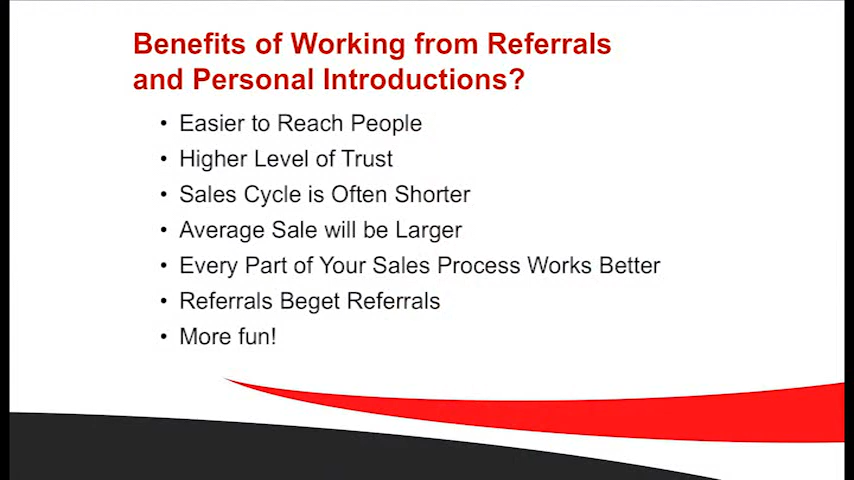 Benefits of Working from Referrals
and Personal Introductions?
• Easier to Reach People
• Higher Level of Trust
• Sales Cycle is Often Shorter
• Average Sale will be Larger
• Every Part of Your Sales Process Works Better
• Referrals Beget Referrals
• More fun!